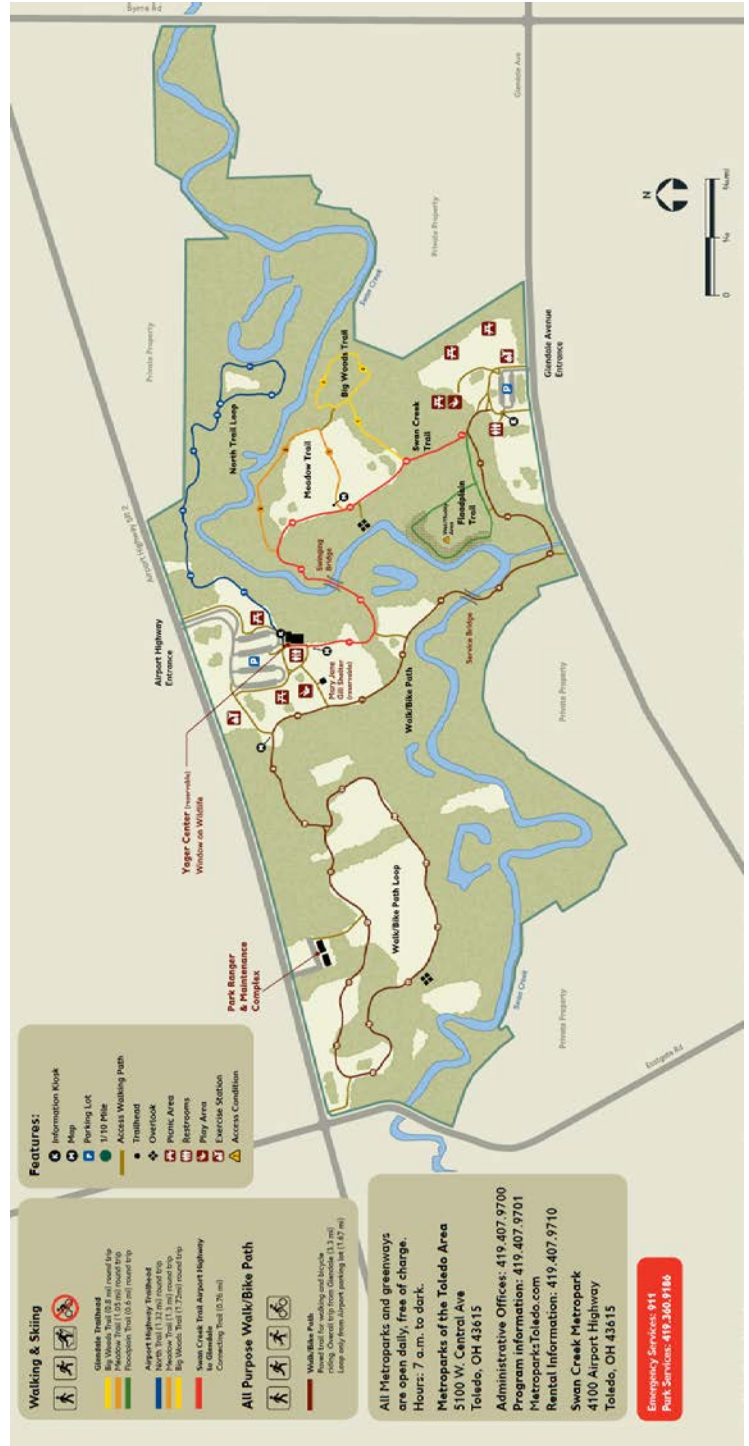 Walking & Skiing
Glendale Trailhead
Big Woods Trail (0.8 mi) round trip
Meadow Trail (1.05 mi) round trip
Floodplain Trail (0.6 mi) round trip
Airport Highway Trailhead
North Trail (1.32 mi) round trip
Meadow Trail (1.3 mi) round trip
Big Woods Trail (1.72mi) round trip
Swan Creek Trail Airport Highway
to Glendale
Connecting Trail (0.76 mi)
All Purpose Walk/Bike Path
Walk/Bike Path
Paved trail for walking and bicycle
riding. Overall trip from Glendale (3.3 mi)
Loop only from Airport parking lot (1.67 mi)
Features:
Information Kiosk
Map
Parking Lot
1/10 Mile
Access Walking Path
Trailhead
Overlook
Picnic Area
Restrooms
Play Area
Exercise Station
Access Condition
All Metroparks and greenways
are open daily, free of charge.
Hours: 7 a.m. to dark.
Metroparks of the Toledo Area
5100 W. Central Ave
Toledo, OH 43615
Administrative Offices: 419.407.9700
Program information: 419.407.9701
MetroparksToledo.com
Rental Information: 419.407.9710
Swan Creek Metropark
4100 Airport Highway
Toledo, OH 43615
Emergency Services: 911
Park Services: 419.360.9186
Park Ranger
& Maintenance
Complex
Yager Center (reservable)
Window on Wildlife
Airport Highway
Entrance
Airport Highway SR 2
P
Mary Jane
Gill Shelter
(reservable)
Walk/Bike Path Loop
Walk/Bike Path
Service Bridge
Swinging
Bridge
North Trail Loop
Meadow Trail
Big Woods Trail
Swan Creek
Trail
Floodplain
Trail
P
Glendale Avenue
Entrance
Swan Creek
Swan Creek
Private Property
Private Property
Private Property
Private Property
Private Property
Eastgate Rd
Glendale Ave
Byrne Rd
N
0